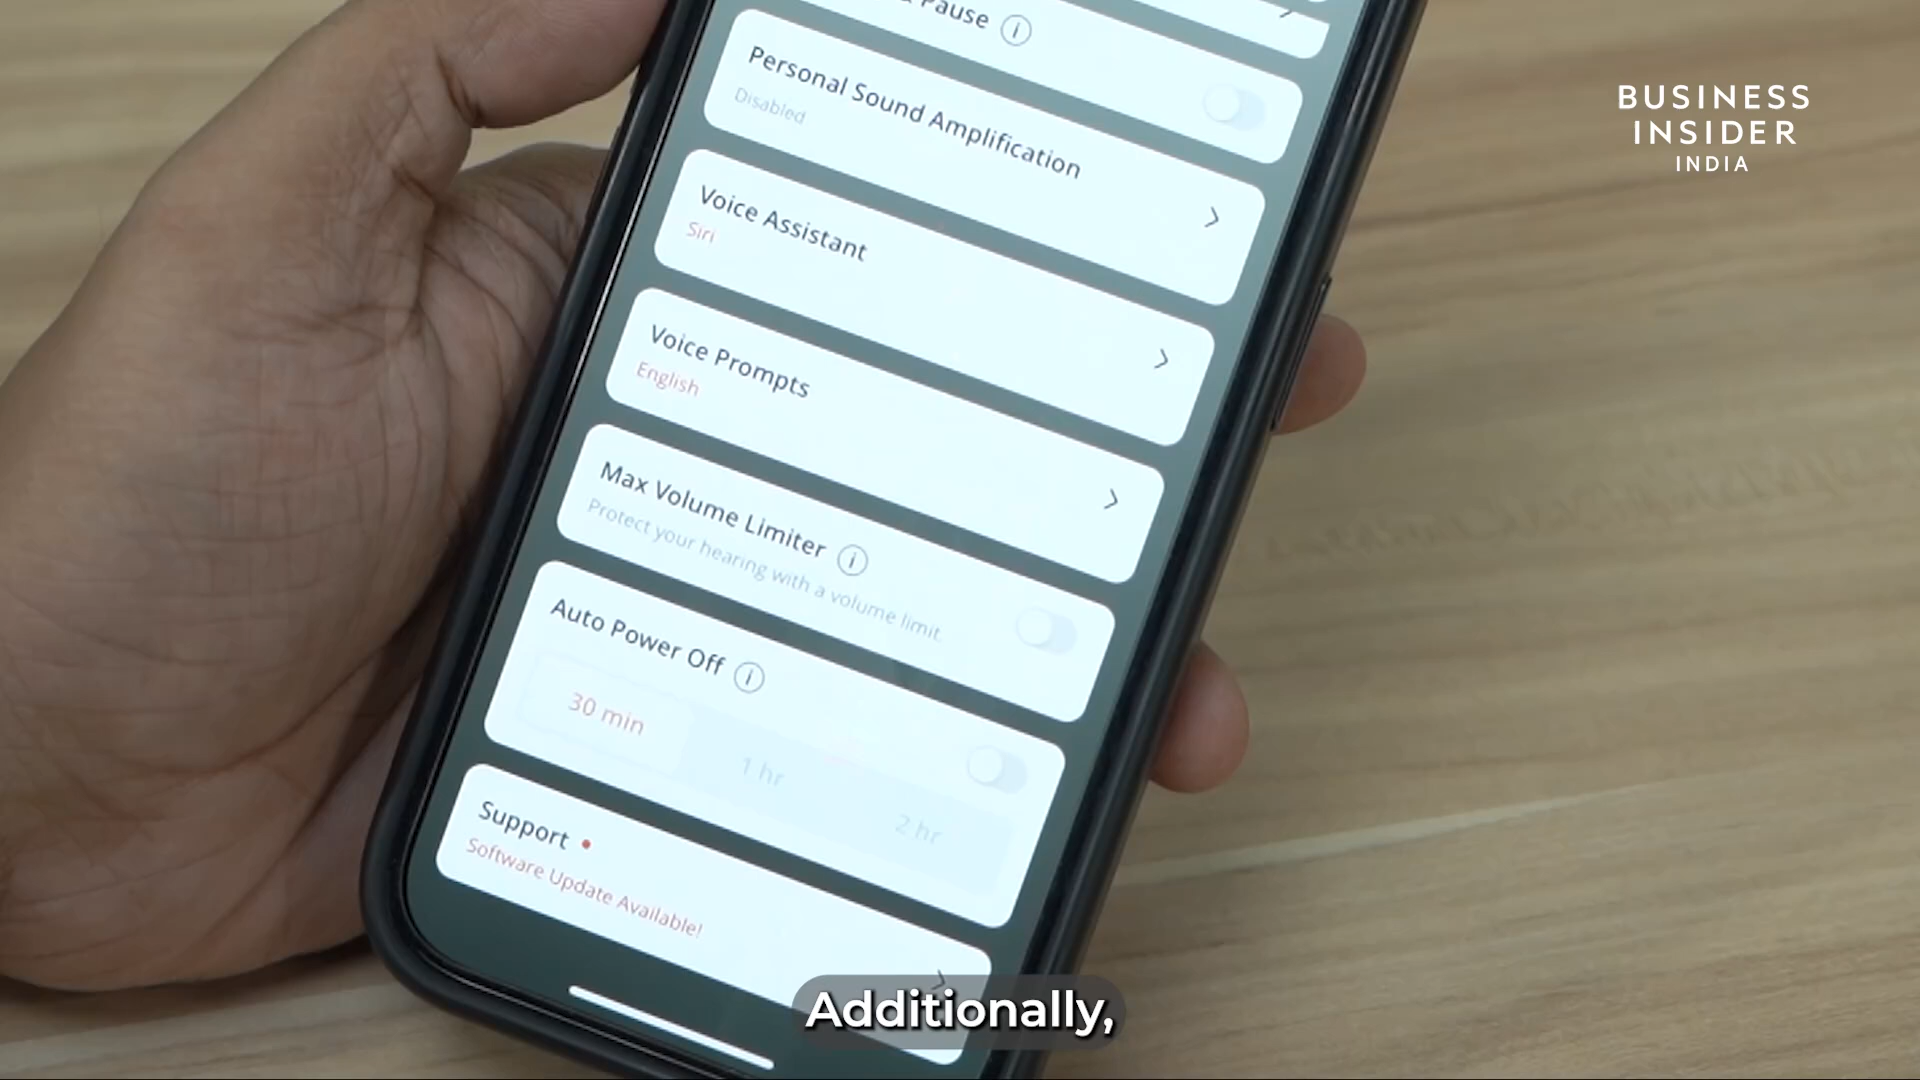 Pause
Personal Sound Amplification
Disabled
Voice Assistant
Siri
Voice Prompts
English
Max Volume Limiter
Protect your hearing with a volume limit.
Auto Power Off
30 min
1 hr
2 hr
Support
Software Update Available!
BUSINESS
INSIDER
INDIA
Additionally,